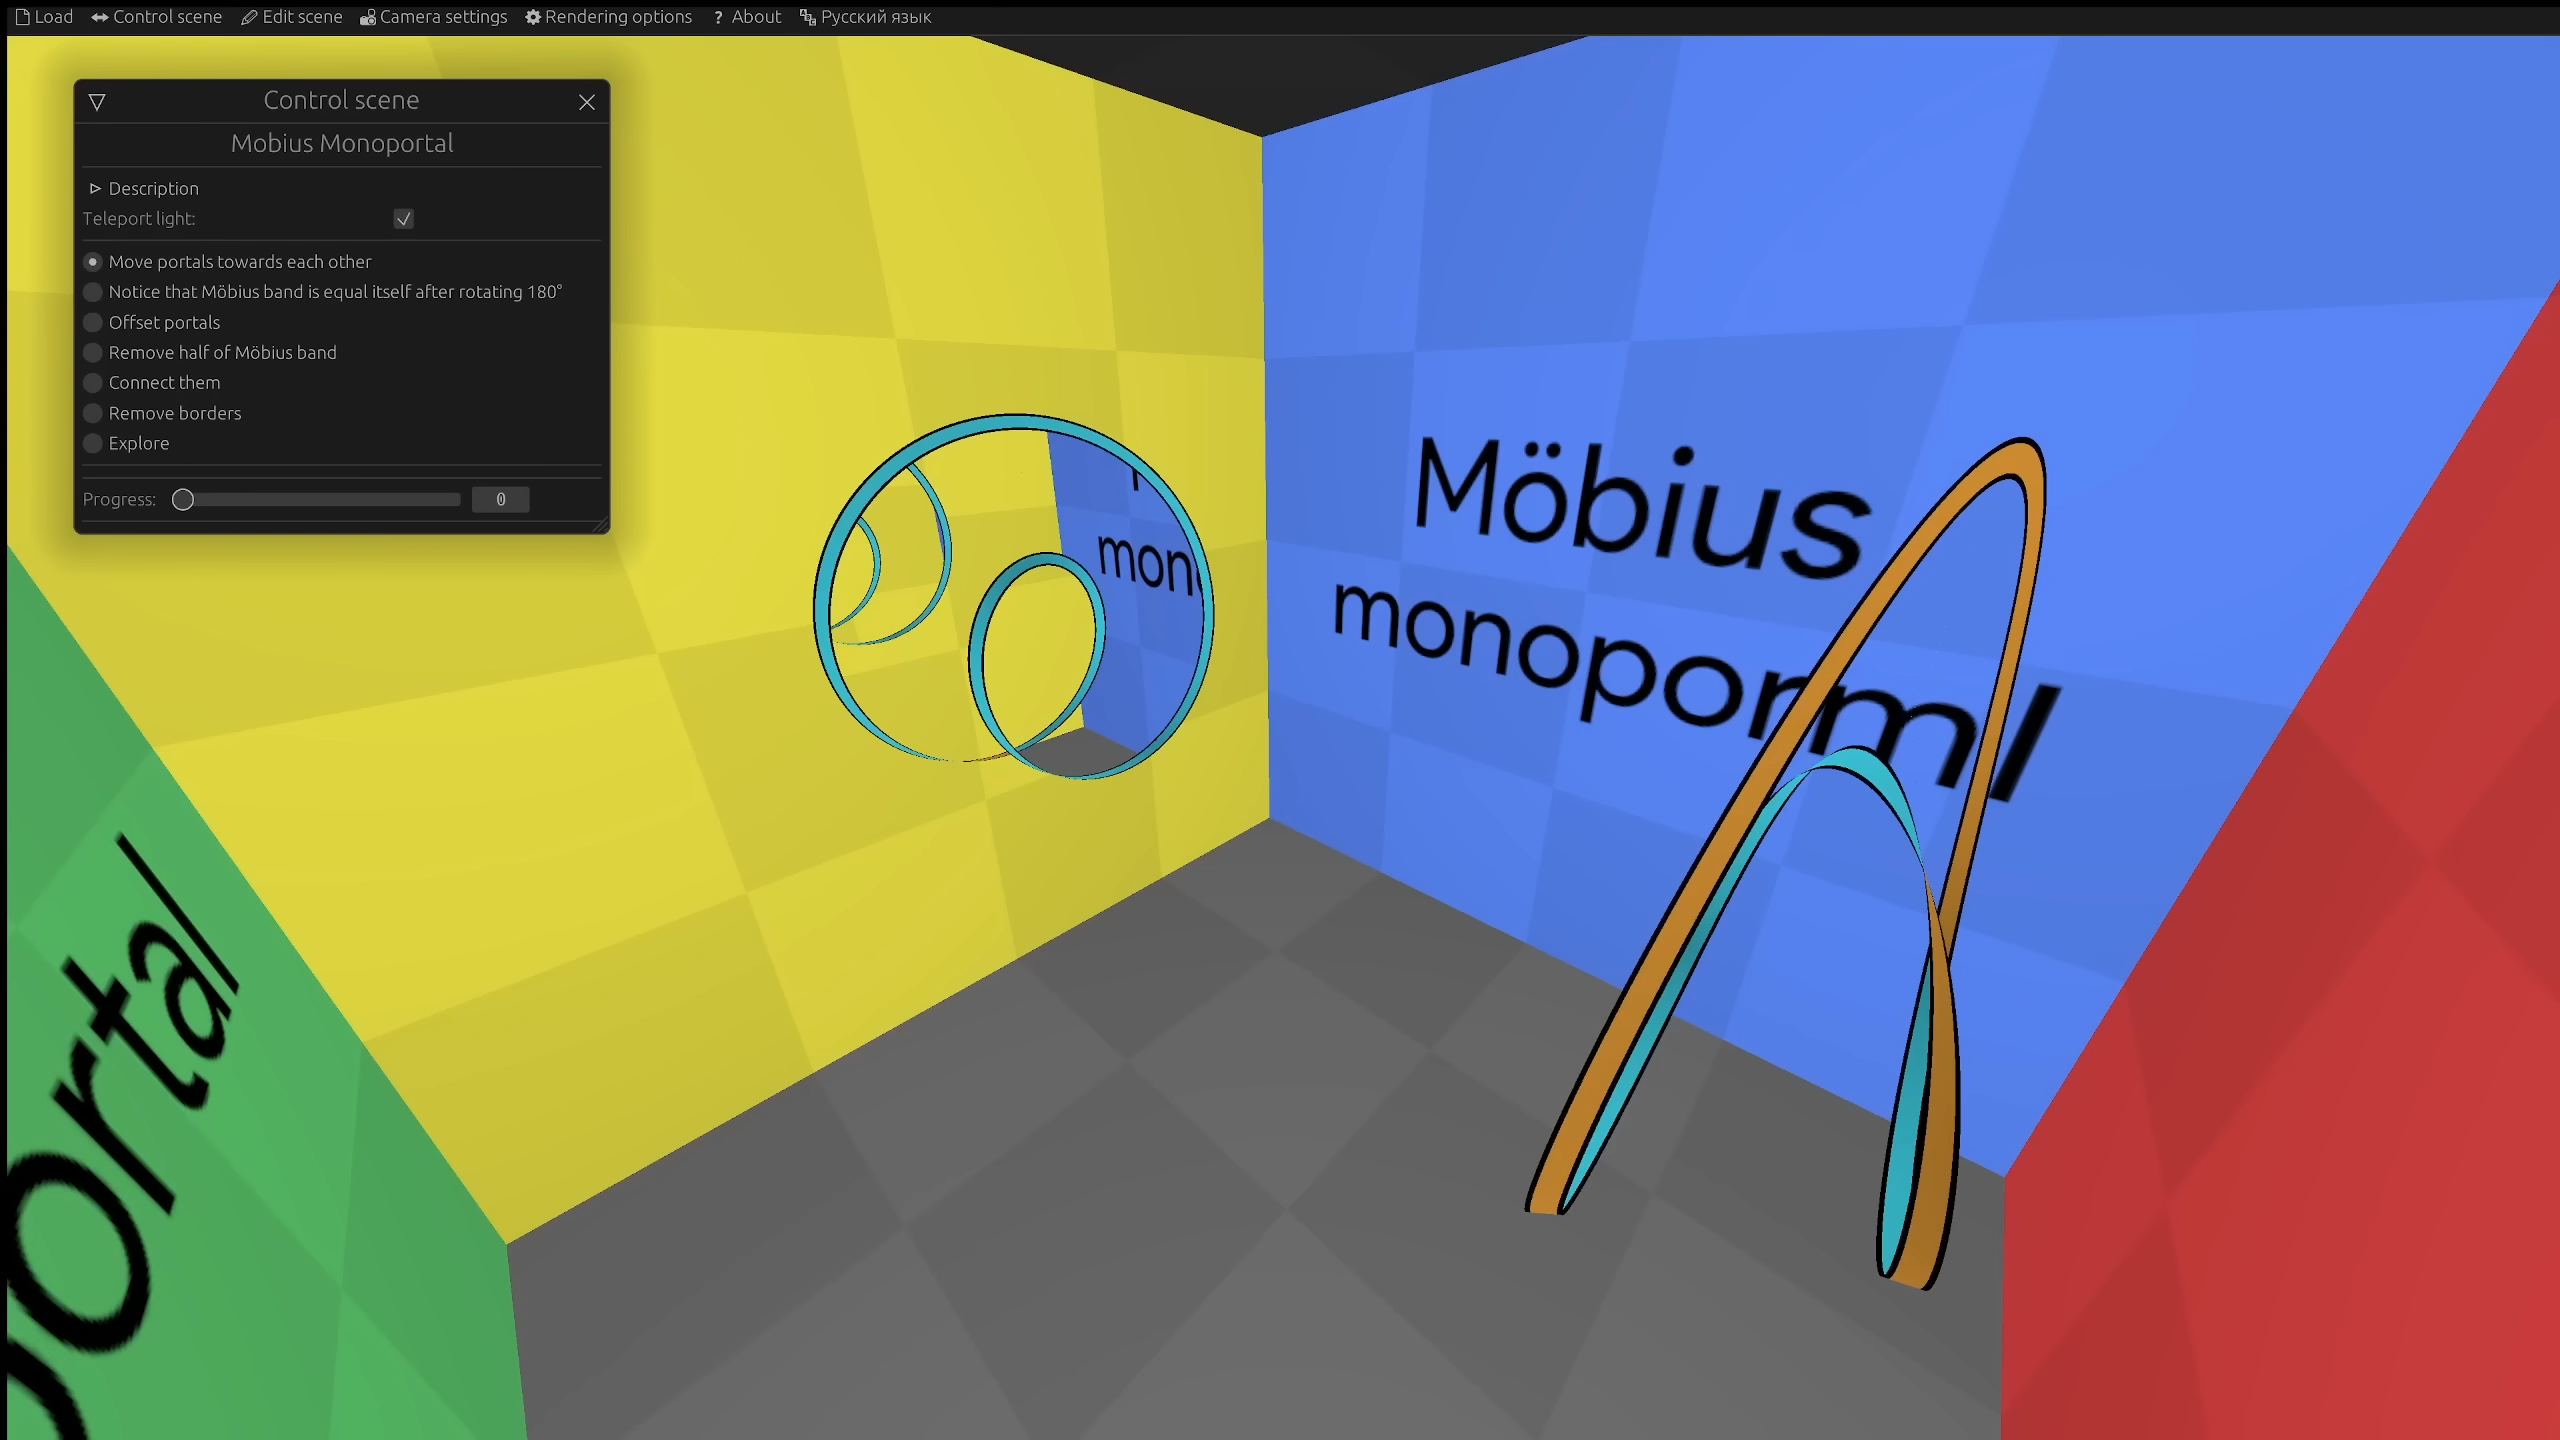 Load Control scene Edit scene Camera settings Rendering options ? About Русский язык
Control scene
Mobius Monoportal
Description
Teleport light:
Move portals towards each other
Notice that Möbius band is equal itself after rotating 180°
Offset portals
Remove half of Möbius band
Connect them
Remove borders
Explore
Progress: 0
Möbius
mono
ortal